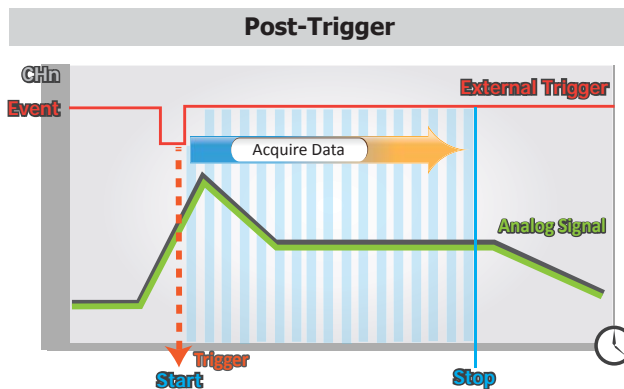 Post-Trigger
CHn
External Trigger
Event
Acquire Data
Analog Signal
Trigger
Start
Stop